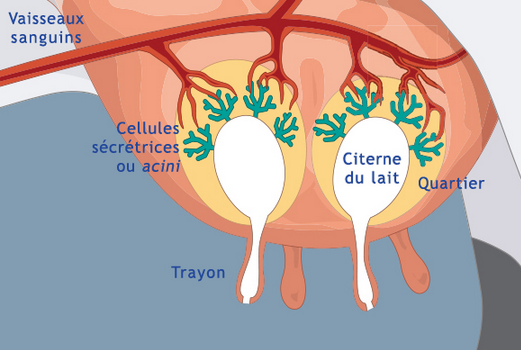 Vaisseaux
sanguins
Cellules
sécrétrices
ou acini
Citerne
du lait
Quartier
Trayon